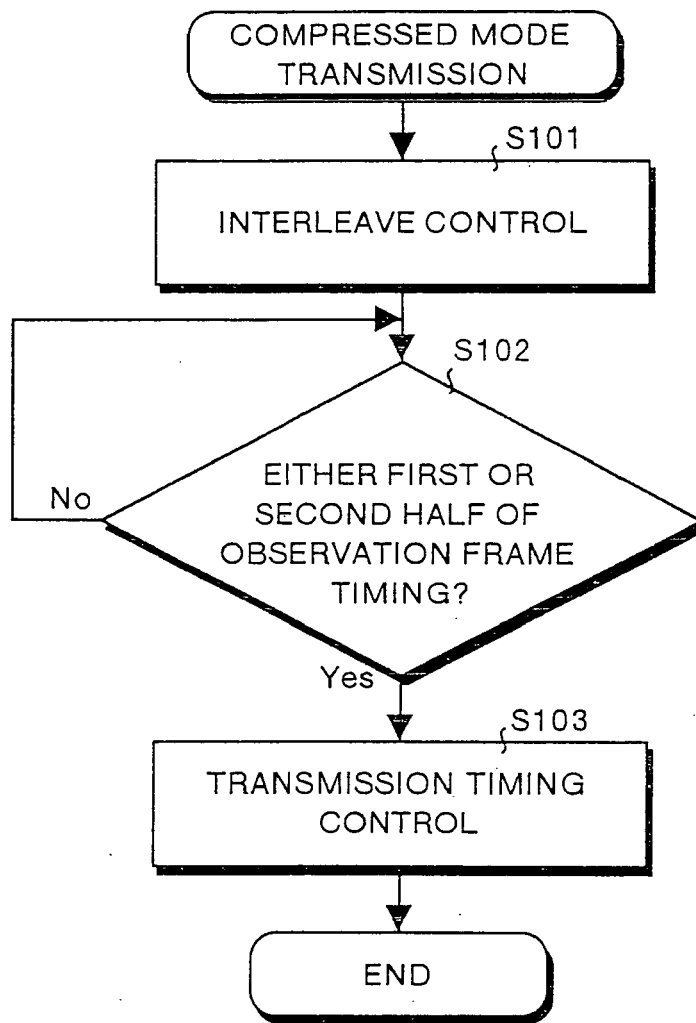 COMPRESSED MODE
TRANSMISSION
S101
INTERLEAVE CONTROL
S102
EITHER FIRST OR
SECOND HALF OF
OBSERVATION FRAME
TIMING?
No
Yes
S103
TRANSMISSION TIMING
CONTROL
END